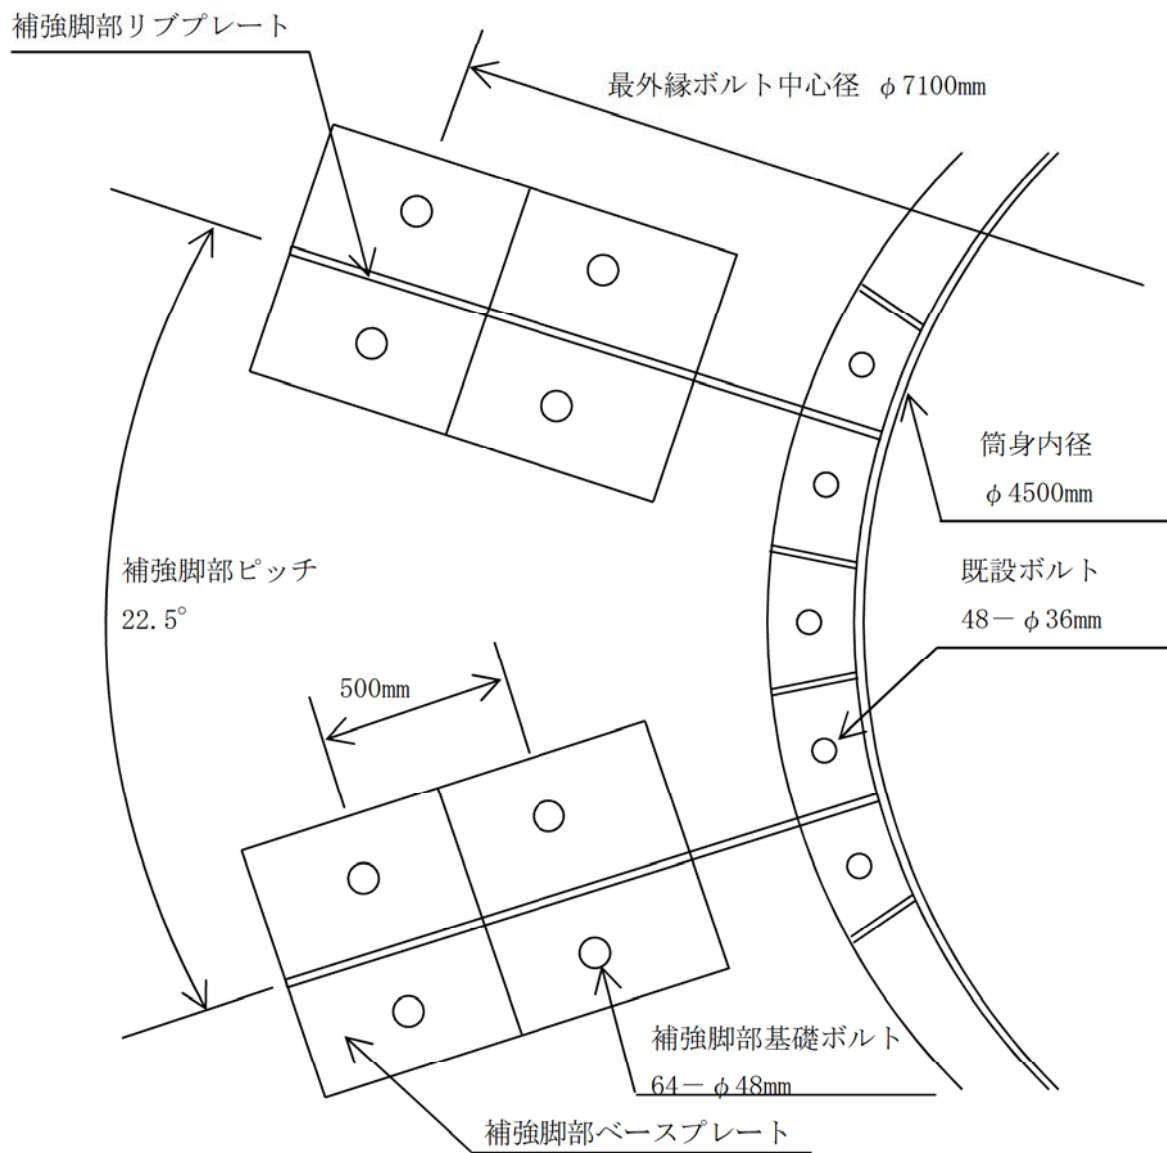 補強脚部リブプレート
最外縁ボルト中心径 φ7100mm
筒身内径
φ4500mm
補強脚部ピッチ
22.5°
既設ボルト
48－φ36mm
500mm
補強脚部基礎ボルト
64－φ48mm
補強脚部ベースプレート